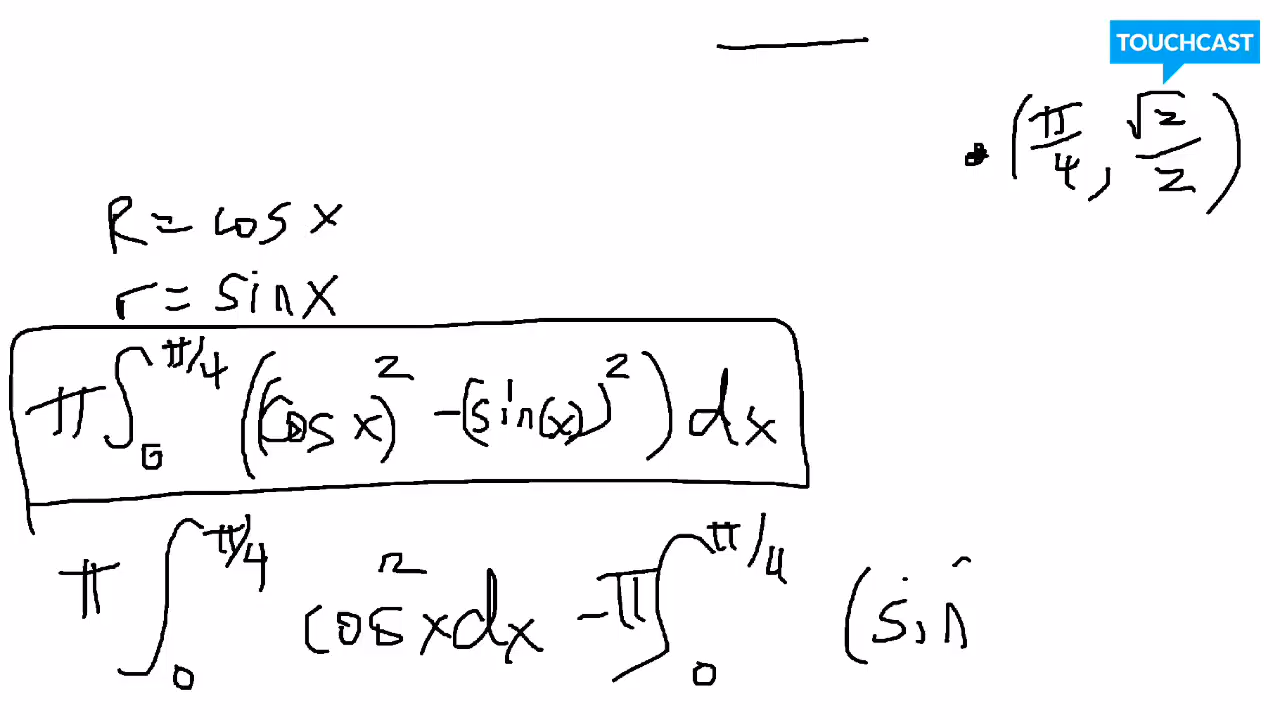 TOUCHCAST
(π/4, √2/2)
R = cos x
r = sin x
π∫₀^π/4 ((cos x)² - (sin(x))²) dx
π∫₀^π/4 cos² x dx - π∫₀^π/4 (sin